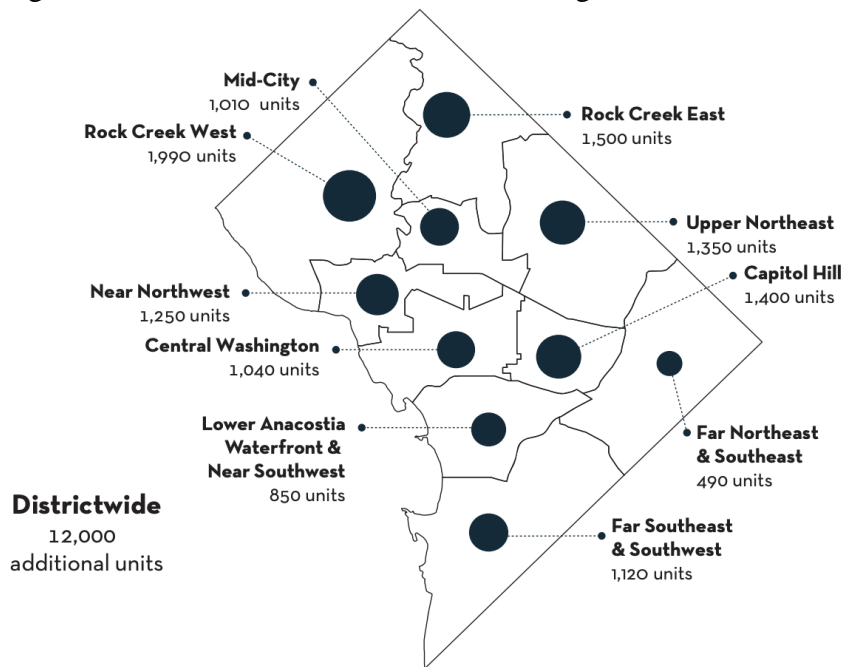 Mid-City
1,010 units
Rock Creek West
1,990 units
Rock Creek East
1,500 units
Upper Northeast
1,350 units
Capitol Hill
1,400 units
Near Northwest
1,250 units
Central Washington
1,040 units
Lower Anacostia
Waterfront &
Near Southwest
850 units
Far Northeast
& Southeast
490 units
Districtwide
12,000
additional units
Far Southeast
& Southwest
1,120 units